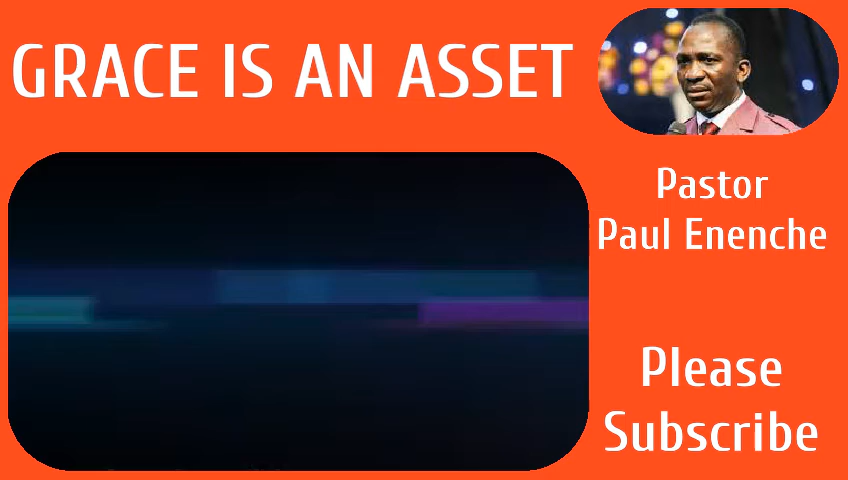 GRACE IS AN ASSET
Pastor
Paul Enenche
Please
Subscribe